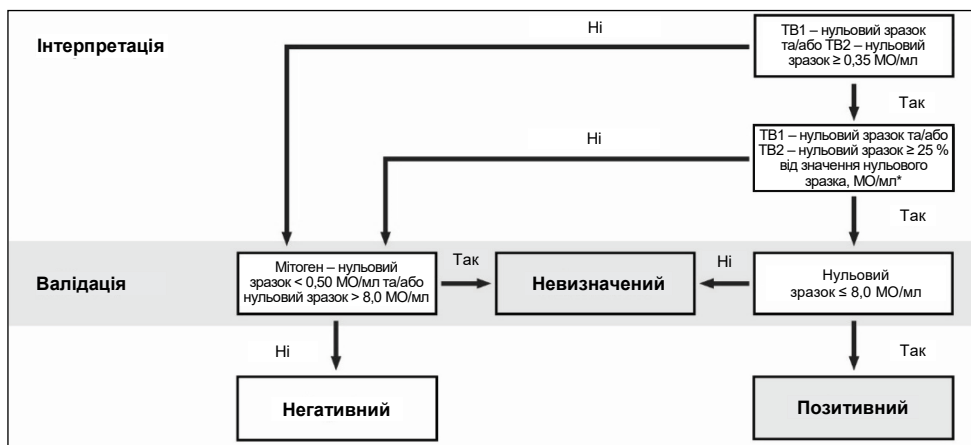 Інтерпретація
Ні
ТВ1 – нульовий зразок
та/або ТВ2 – нульовий
зразок ≥ 0,35 МО/мл
Так
Ні
ТВ1 – нульовий зразок та/або
ТВ2 – нульовий зразок ≥ 25 %
від значення нульового
зразка, МО/мл*
Так
Валідація
Мітоген – нульовий
зразок < 0,50 МО/мл та/або
нульовий зразок > 8,0 МО/мл
Так
Невизначений
Ні
Нульовий
зразок ≤ 8,0 МО/мл
Ні
Так
Негативний
Позитивний